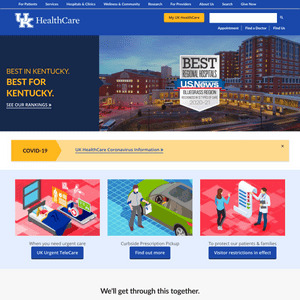 For Patients Services Hospitals & Clinics Wellness & Community Research For Providers About Us Search Give Now
UK HealthCare
My UK HealthCare
Appointment Find a Doctor Find Us
BEST IN KENTUCKY.
BEST FOR
KENTUCKY.
SEE OUR RANKINGS >
BEST
REGIONAL HOSPITALS
U.S.News
BLUEGRASS REGION
2020-21
COVID-19
UK HealthCare Coronavirus Information >
×
When you need urgent care
UK Urgent TeleCare
Curbside Prescription Pickup
Find out more
To protect our patients & families
Visitor restrictions in effect
We'll get through this together.